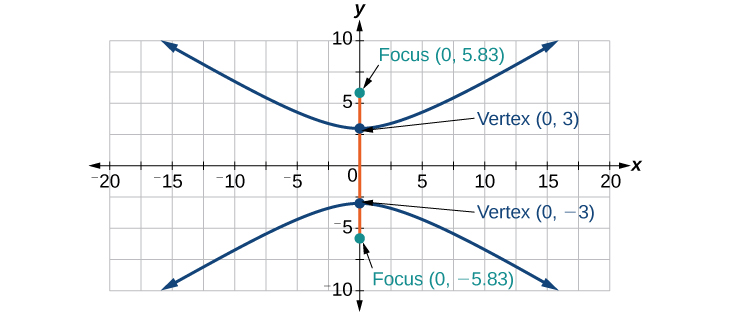 y
10
Focus (0, 5.83)
5
Vertex (0, 3)
0
x
−20 −15 −10 −5 5 10 15 20
Vertex (0, −3)
−5
Focus (0, −5.83)
−10